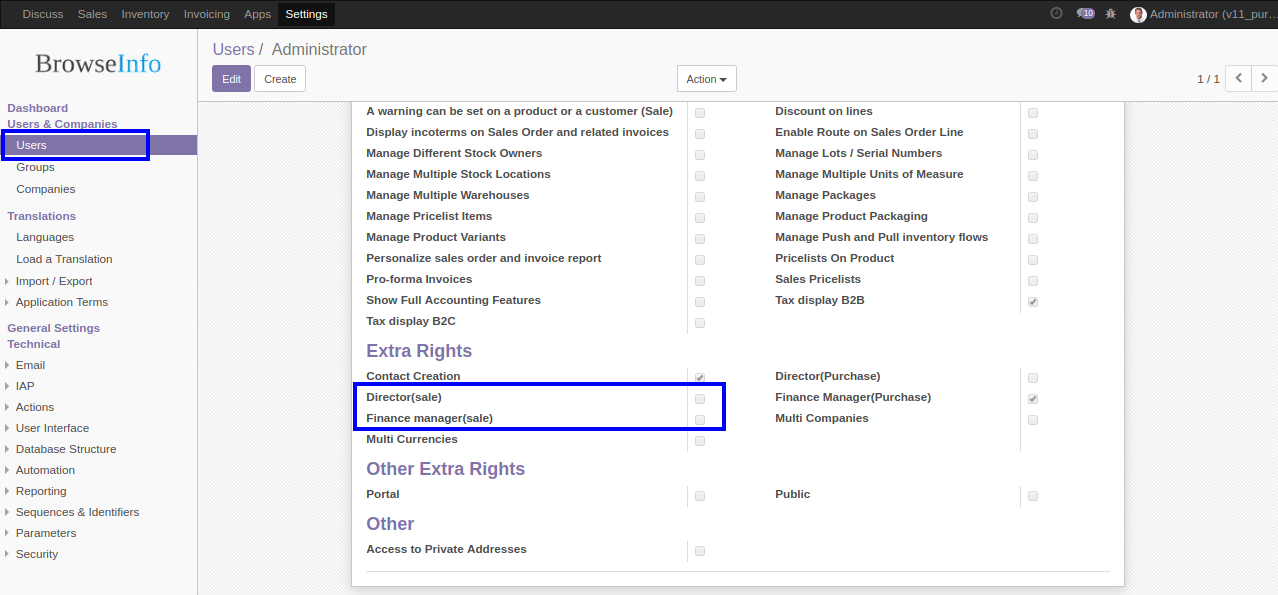 Discuss Sales Inventory Invoicing Apps Settings 10 Administrator (v11_pur...
BrowseInfo
Dashboard
Users & Companies
Users
Groups
Companies
Translations
Languages
Load a Translation
Import / Export
Application Terms
General Settings
Technical
Email
IAP
Actions
User Interface
Database Structure
Automation
Reporting
Sequences & Identifiers
Parameters
Security
Users / Administrator
Edit Create Action 1 / 1
A warning can be set on a product or a customer (Sale) Discount on lines
Display incoterms on Sales Order and related invoices Enable Route on Sales Order Line
Manage Different Stock Owners Manage Lots / Serial Numbers
Manage Multiple Stock Locations Manage Multiple Units of Measure
Manage Multiple Warehouses Manage Packages
Manage Pricelist Items Manage Product Packaging
Manage Product Variants Manage Push and Pull inventory flows
Personalize sales order and invoice report Pricelists On Product
Pro-forma Invoices Sales Pricelists
Show Full Accounting Features Tax display B2B
Tax display B2C
Extra Rights
Contact Creation Director(Purchase)
Director(sale) Finance Manager(Purchase)
Finance manager(sale) Multi Companies
Multi Currencies
Other Extra Rights
Portal Public
Other
Access to Private Addresses